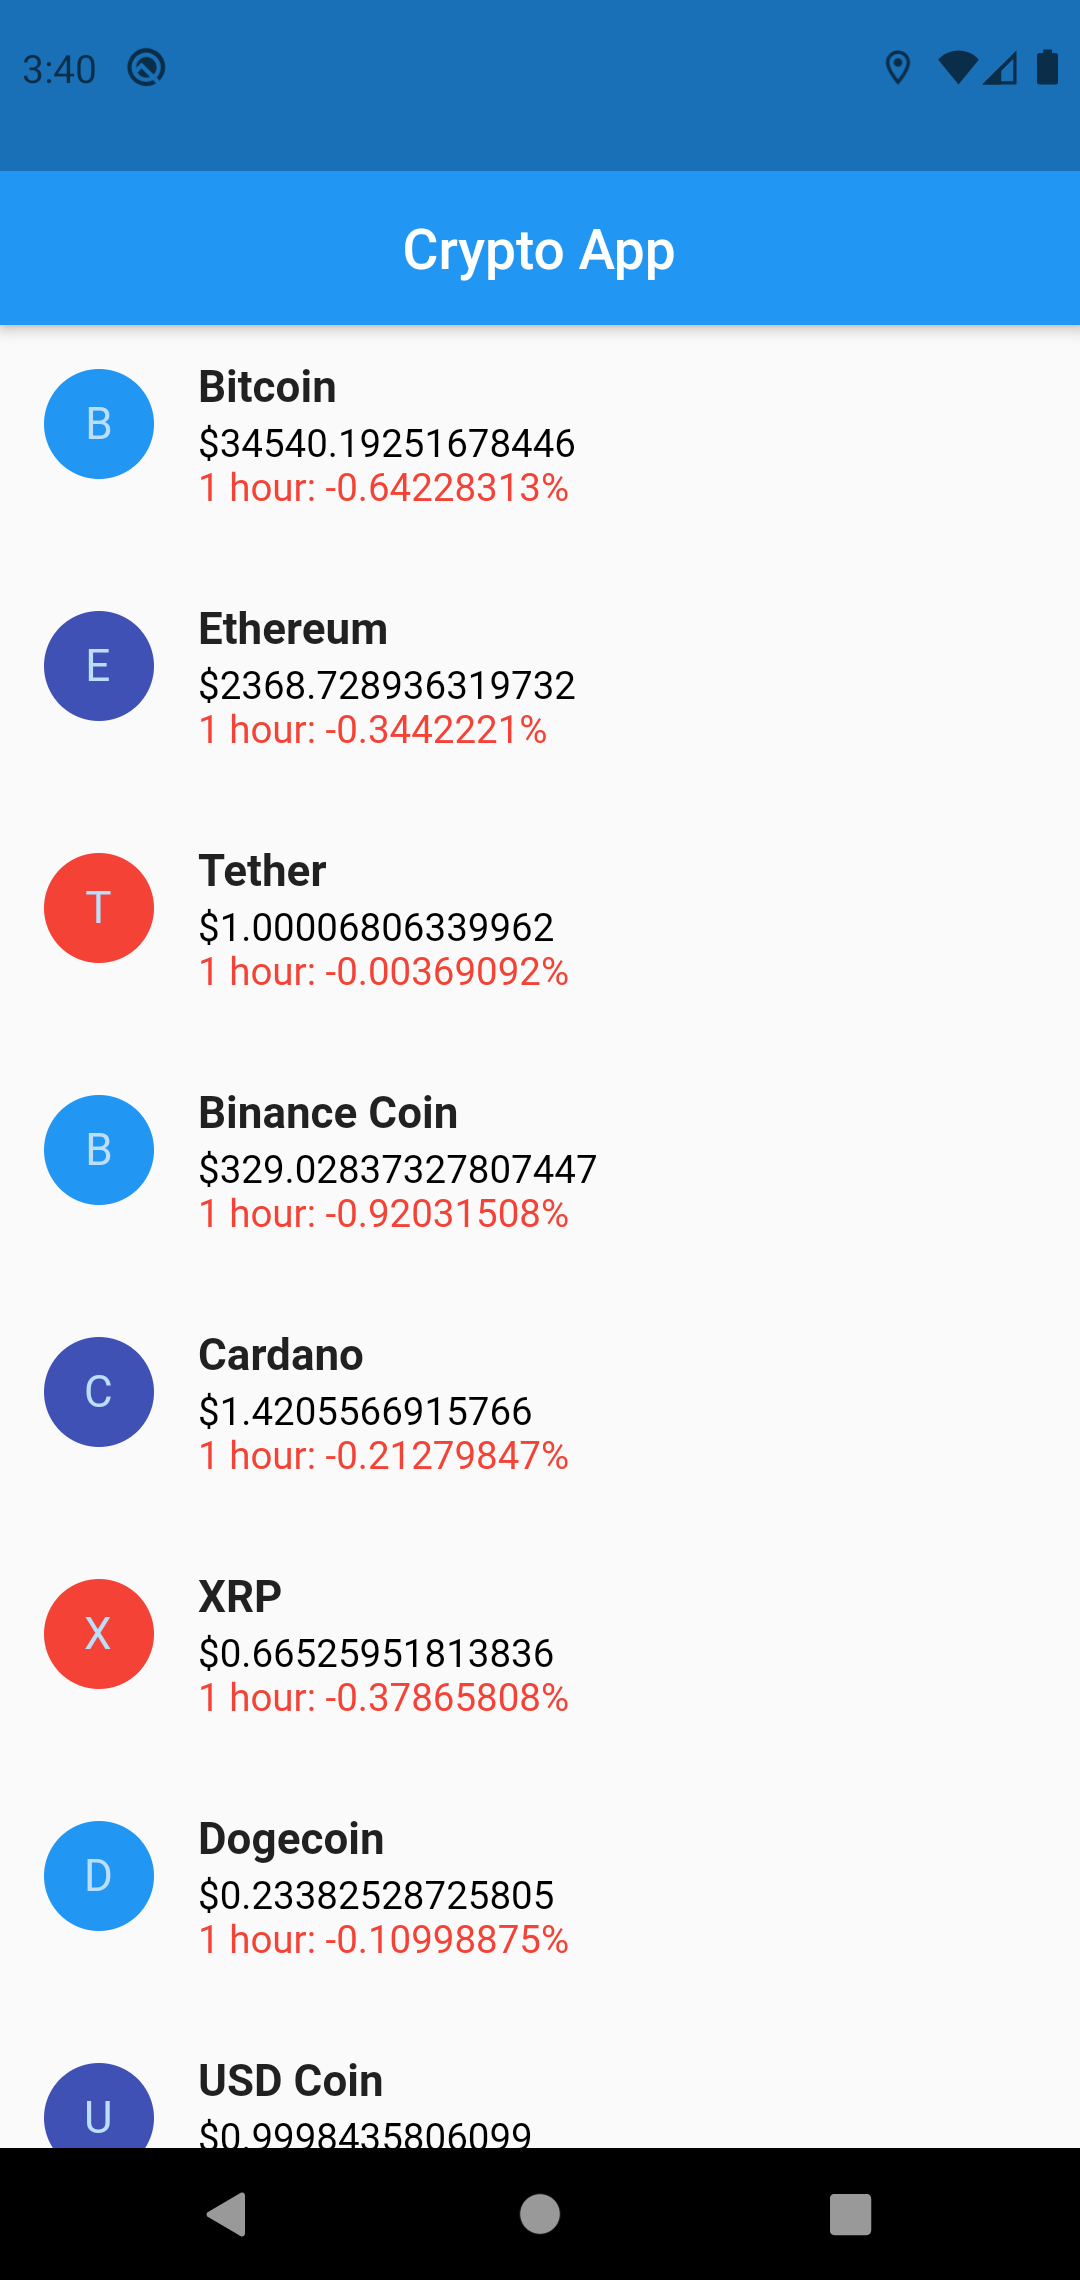 3:40
Crypto App
B
Bitcoin
$34540.19251678446
1 hour: -0.64228313%
E
Ethereum
$2368.728936319732
1 hour: -0.3442221%
T
Tether
$1.00006806339962
1 hour: -0.00369092%
B
Binance Coin
$329.02837327807447
1 hour: -0.92031508%
C
Cardano
$1.4205566915766
1 hour: -0.21279847%
X
XRP
$0.66525951813836
1 hour: -0.37865808%
D
Dogecoin
$0.23382528725805
1 hour: -0.10998875%
U
USD Coin
$0.9998435806099